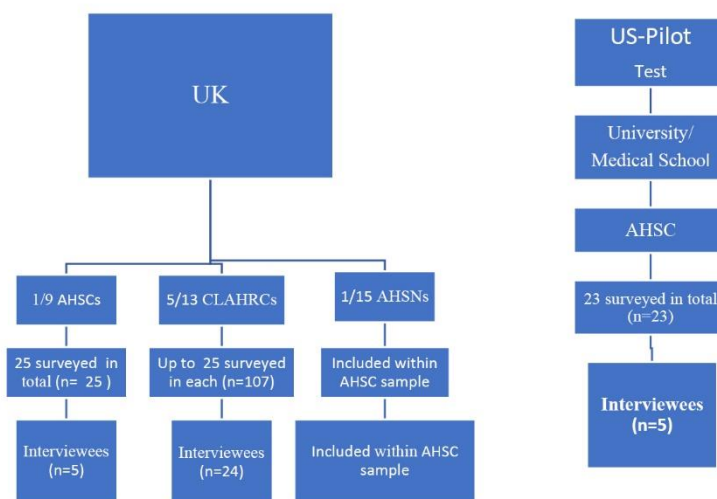 UK
1/9 AHSCs
5/13 CLAHRCs
1/15 AHSNs
25 surveyed in
total (n= 25 )
Up to 25 surveyed
in each (n=107)
Included within
AHSC sample
Interviewees
(n=5)
Interviewees
(n=24)
Included within AHSC
sample
US-Pilot
Test
University/
Medical School
AHSC
23 surveyed in total
(n=23)
Interviewees
(n=5)